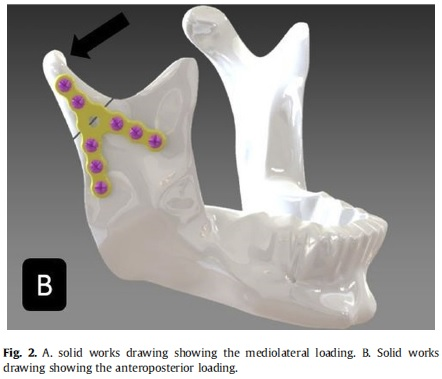 B
Fig. 2. A. solid works drawing showing the mediolateral loading. B. Solid works
drawing showing the anteroposterior loading.